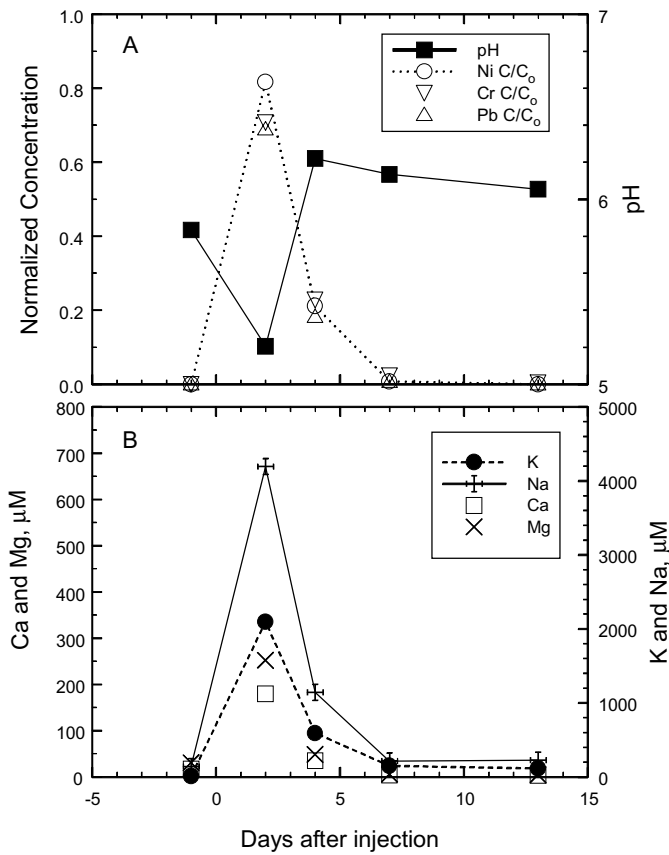 A
1.0
0.8
0.6
0.4
0.2
0.0
Normalized Concentration
7
6
5
pH
pH
Ni C/Co
Cr C/Co
Pb C/Co
B
800
700
600
500
400
300
200
100
0
Ca and Mg, μM
5000
4000
3000
2000
1000
0
K and Na, μM
K
Na
Ca
Mg
-5 0 5 10 15
Days after injection